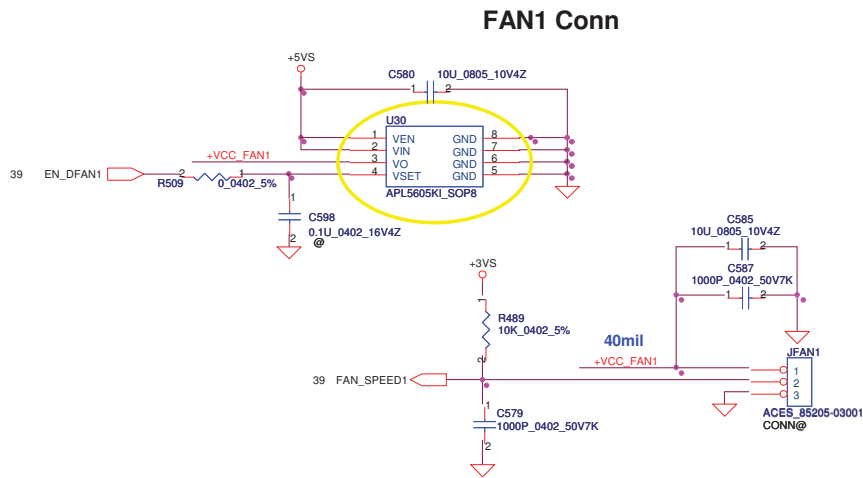 FAN1 Conn
+5VS
C580 10U_0805_10V4Z
1 2
U30
1 VEN GND 8
2 VIN GND 7
+VCC_FAN1 3 VO GND 6
39 EN_DFAN1 2 1 4 VSET GND 5
R509 0_0402_5% APL5605KI_SOP8
1
C598
0.1U_0402_16V4Z
2
@
C585
10U_0805_10V4Z
1 2
+3VS
C587
1000P_0402_50V7K
1 2
1
R489
10K_0402_5%
2
40mil
+VCC_FAN1
JFAN1
1
39 FAN_SPEED1 2
3
1
C579
1000P_0402_50V7K
2
ACES_85205-03001
CONN@